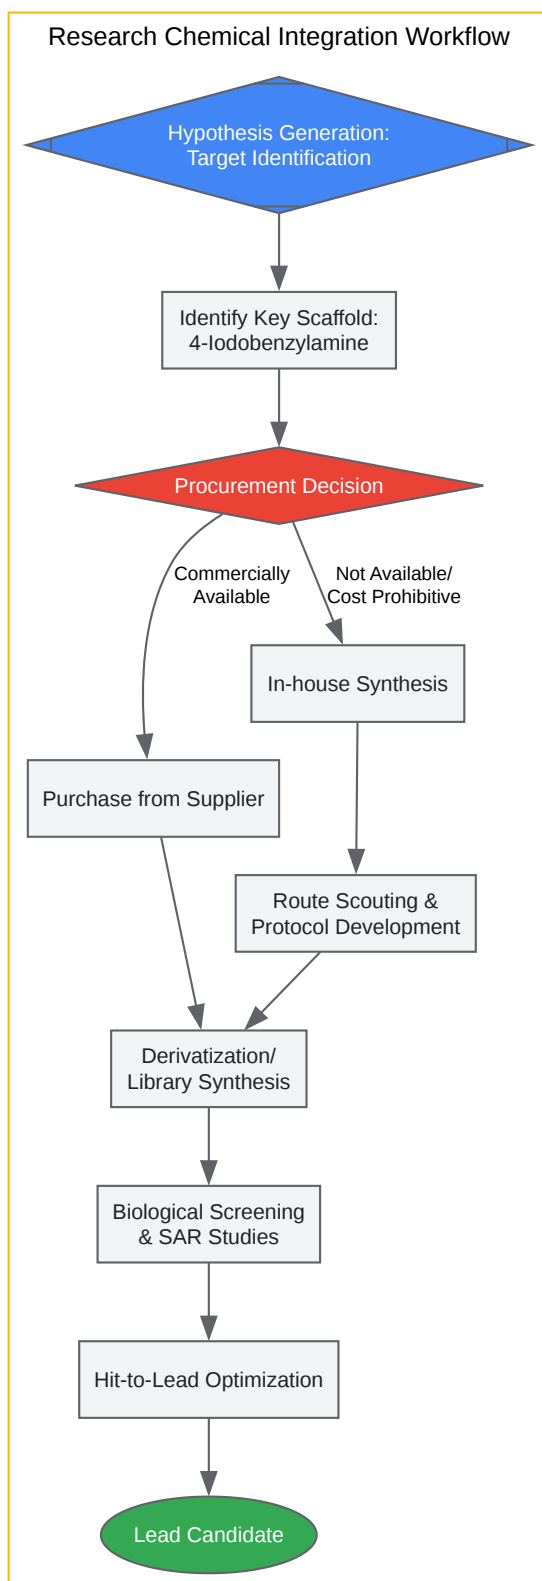 Research Chemical Integration Workflow
Hypothesis Generation:
Target Identification
Identify Key Scaffold:
4-Iodobenzylamine
Procurement Decision
Commercially
Available
Not Available/
Cost Prohibitive
In-house Synthesis
Purchase from Supplier
Route Scouting &
Protocol Development
Derivatization/
Library Synthesis
Biological Screening
& SAR Studies
Hit-to-Lead Optimization
Lead Candidate